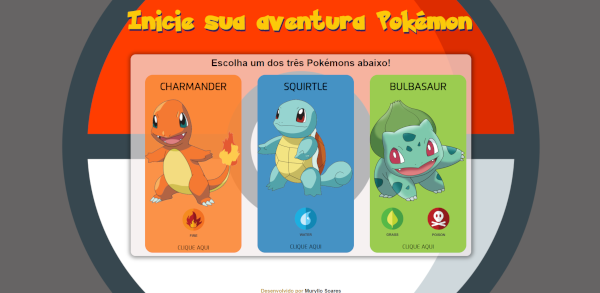 Inicie sua aventura Pokémon
Escolha um dos três Pokémons abaixo!
CHARMANDER
SQUIRTLE
BULBASAUR
FIRE
WATER
GRASS
POISON
CLIQUE AQUI
CLIQUE AQUI
CLIQUE AQUI
Desenvolvido por Muryllo Soares